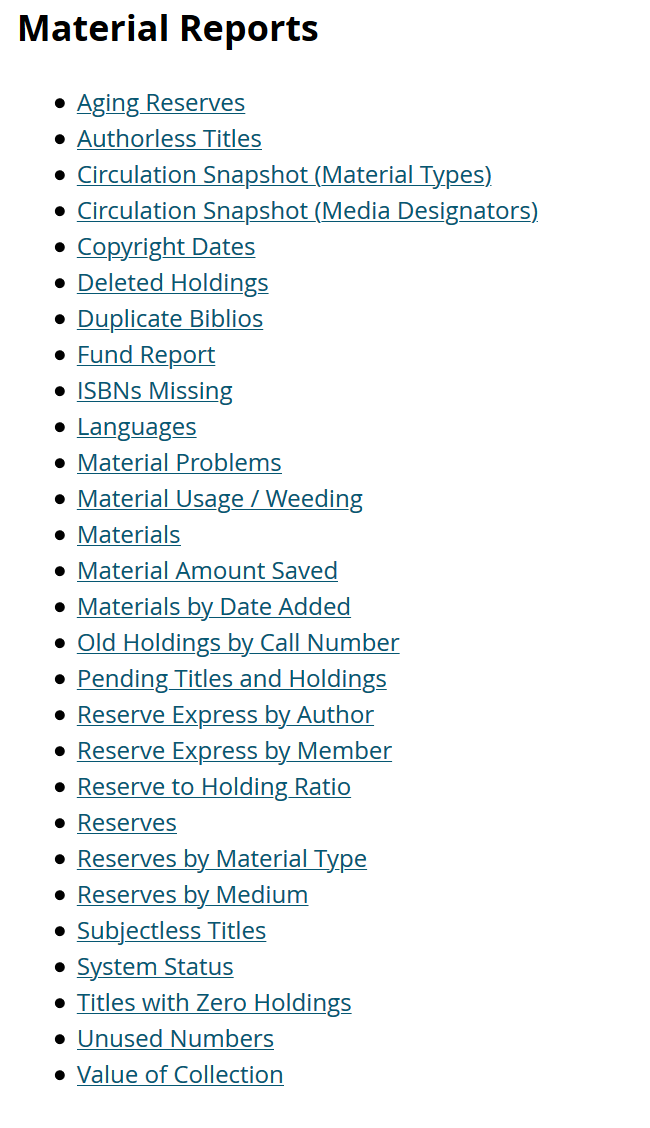 Material Reports
Aging Reserves
Authorless Titles
Circulation Snapshot (Material Types)
Circulation Snapshot (Media Designators)
Copyright Dates
Deleted Holdings
Duplicate Biblios
Fund Report
ISBNs Missing
Languages
Material Problems
Material Usage / Weeding
Materials
Material Amount Saved
Materials by Date Added
Old Holdings by Call Number
Pending Titles and Holdings
Reserve Express by Author
Reserve Express by Member
Reserve to Holding Ratio
Reserves
Reserves by Material Type
Reserves by Medium
Subjectless Titles
System Status
Titles with Zero Holdings
Unused Numbers
Value of Collection